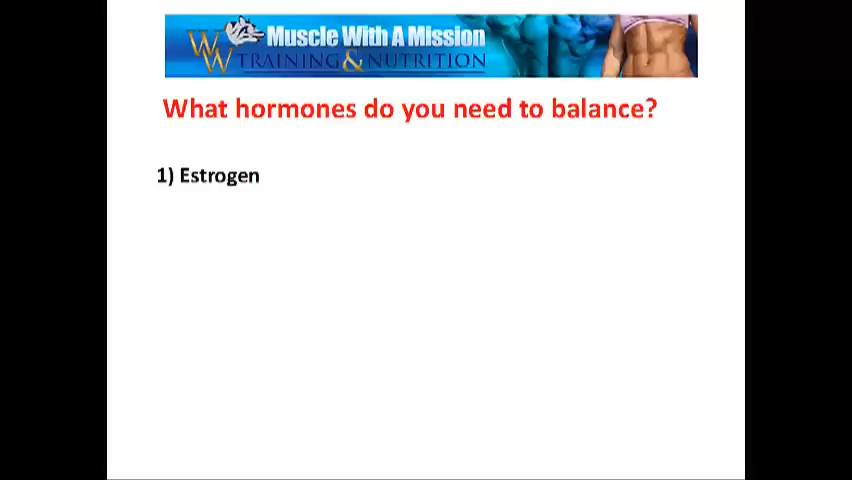 WW Muscle With A Mission
TRAINING & NUTRITION
What hormones do you need to balance?
1) Estrogen